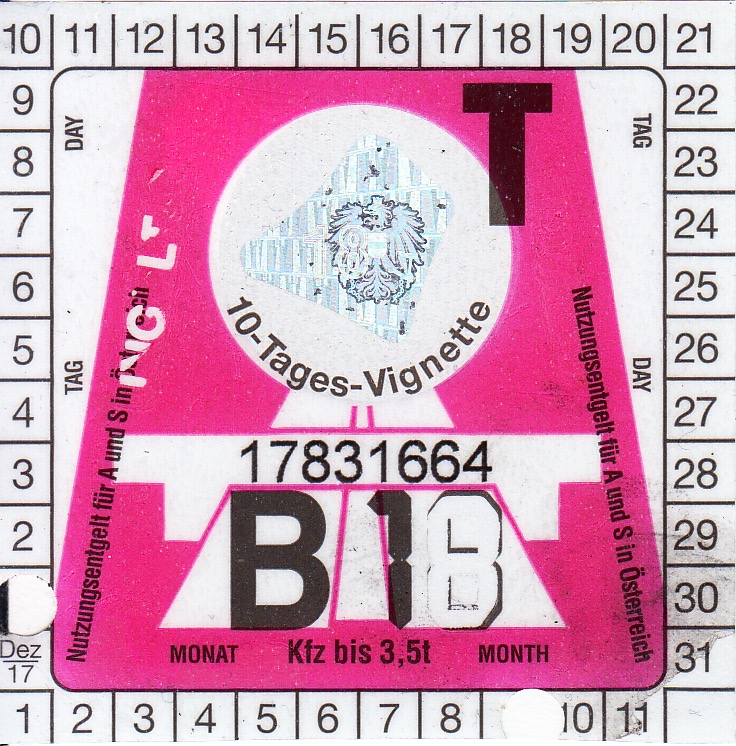 10 11 12 13 14 15 16 17 18 19 20 21
9 22
8 23
7 24
6 25
5 26
4 27
3 28
2 29
30
Dez
17
31
1 2 3 4 5 6 7 8 10 11
DAY
TAG
TAG
DAY
T
10-Tages-Vignette
Nutzungsentgelt für A und S in Österreich
Nutzungsentgelt für A und S in Österreich
17831664
B 18
MONAT Kfz bis 3,5t MONTH